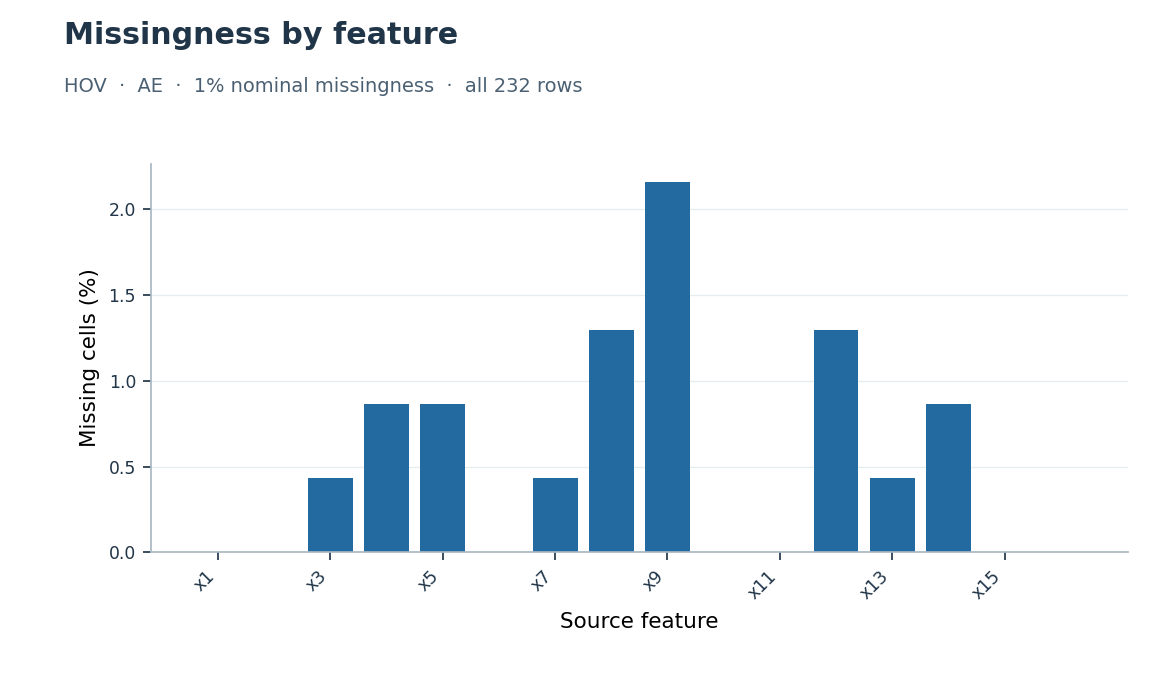 Missingness by feature
HOV · AE · 1% nominal missingness · all 232 rows
Missing cells (%)
2.0
1.5
1.0
0.5
0.0
x1 x3 x5 x7 x9 x11 x13 x15
Source feature